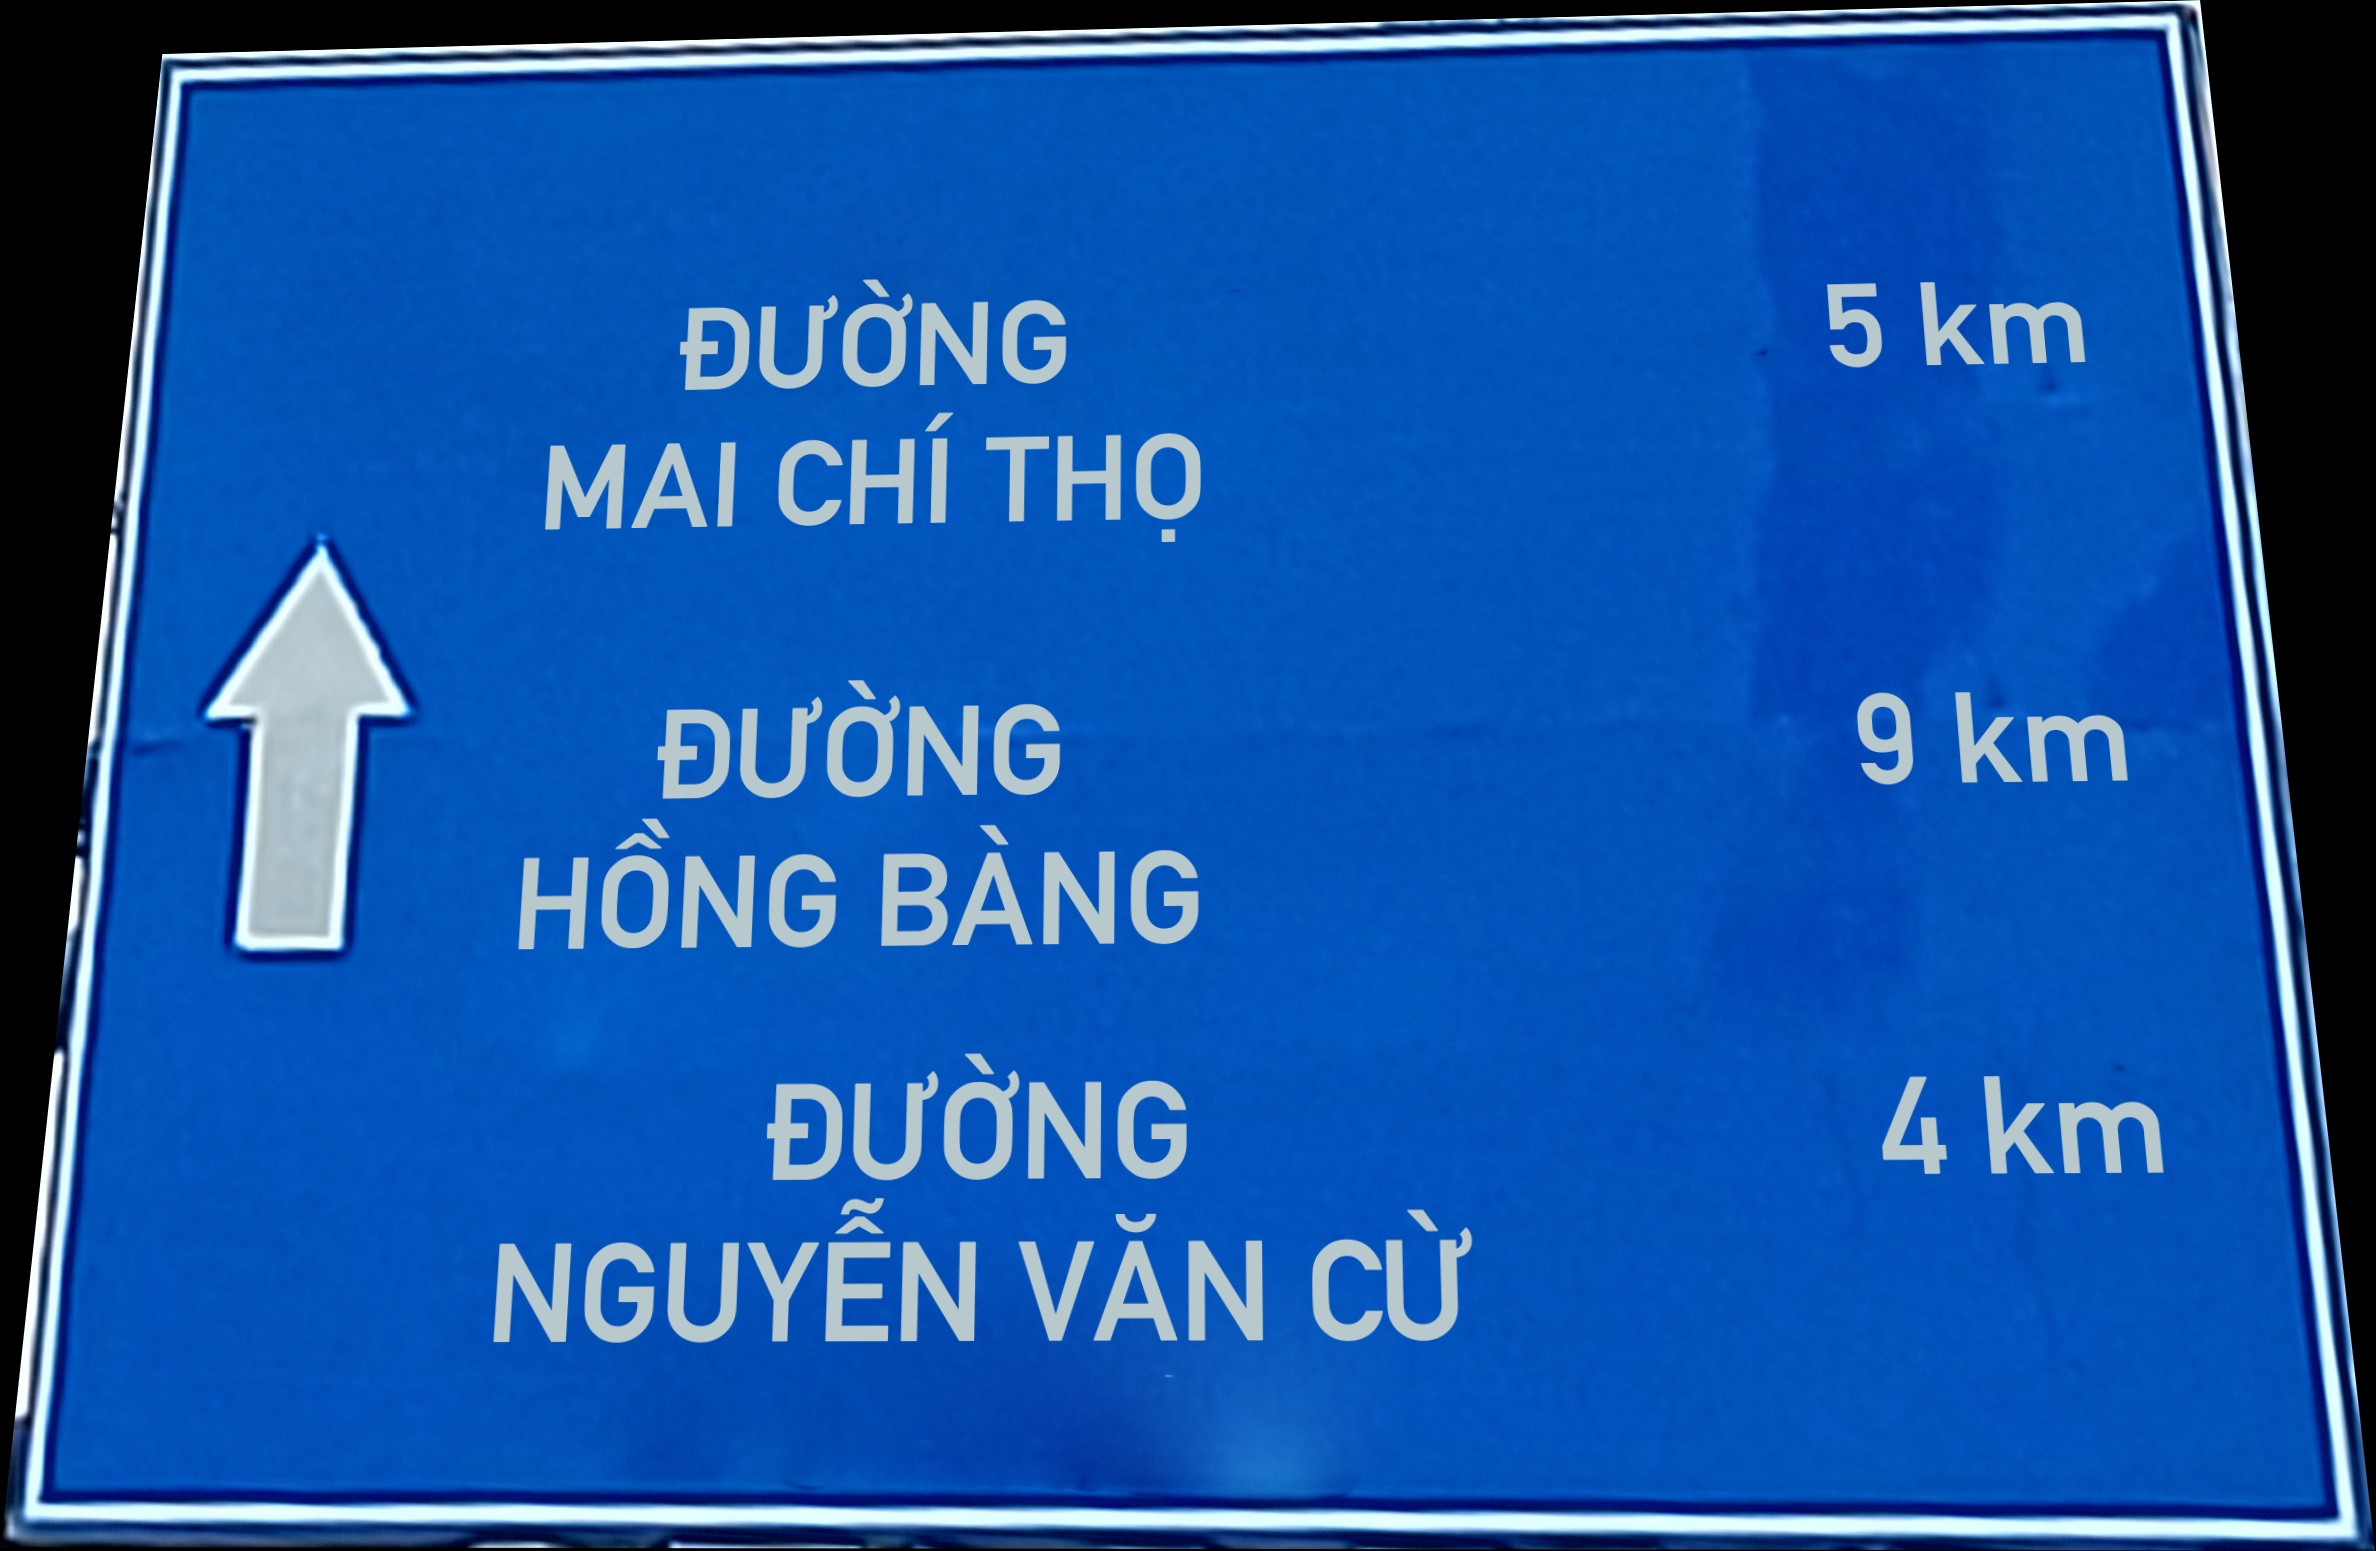 ĐƯỜNG 5 km
MAI CHÍ THỌ
ĐƯỜNG 9 km
HỒNG BÀNG
ĐƯỜNG 4 km
NGUYỄN VĂN CỪ